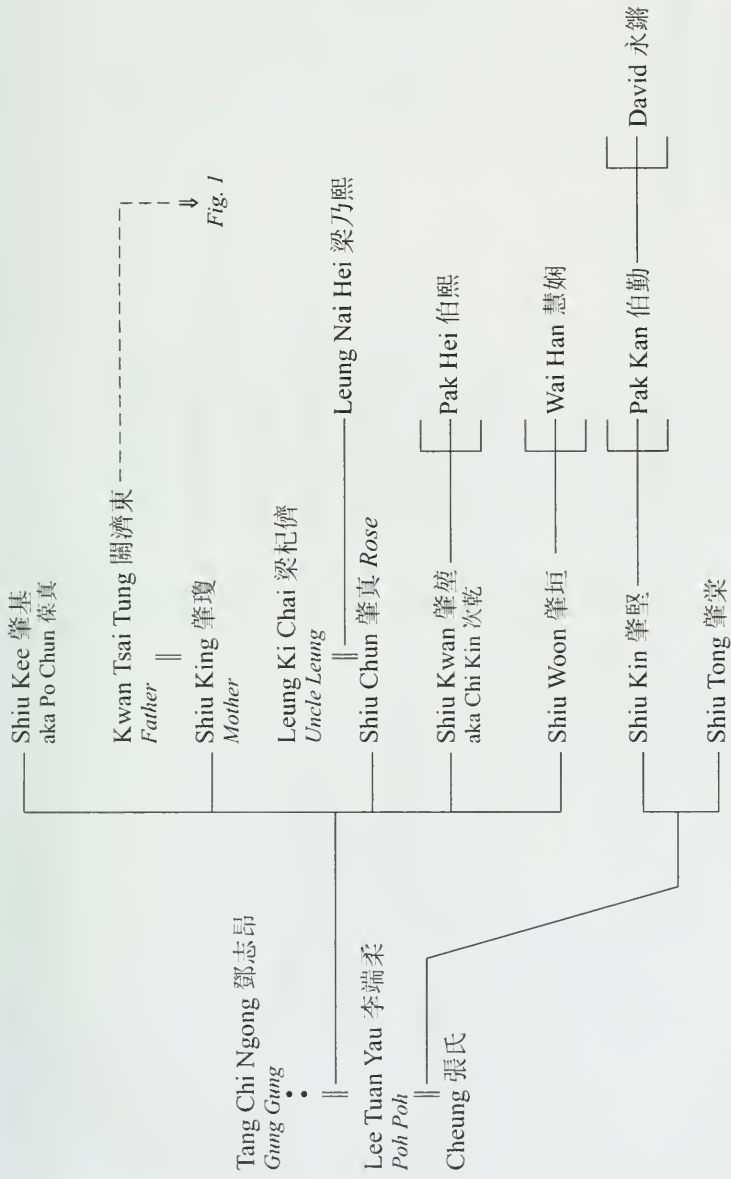 Tang Chi Ngong 鄧志昂
Gung Gung
Lee Tuan Yau 李端柔
Poh Poh
Cheung 張氏
Shiu Kee 肇基
aka Po Chun 葆真
Kwan Tsai Tung 關濟東
Father
Fig. 1
Shiu King 肇瓊
Mother
Leung Ki Chai 梁杞儕
Uncle Leung
Leung Nai Hei 梁乃熙
Shiu Chun 肇真 Rose
Shiu Kwan 肇堃
aka Chi Kin 次乾
Pak Hei 伯熙
Shiu Woon 肇垣
Wai Han 慧嫻
Shiu Kin 肇堅
Pak Kan 伯勤
David 永鏘
Shiu Tong 肇棠